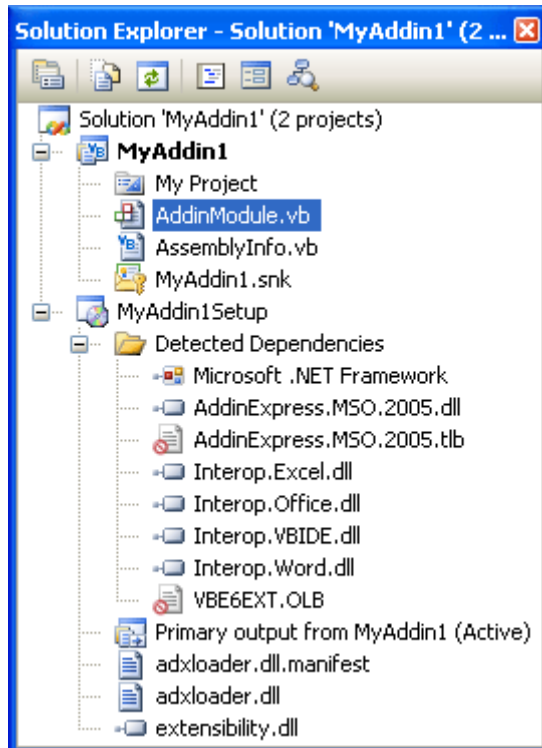 Solution Explorer - Solution 'MyAddin1' (2 ...
Solution 'MyAddin1' (2 projects)
MyAddin1
My Project
AddinModule.vb
AssemblyInfo.vb
MyAddin1.snk
MyAddin1Setup
Detected Dependencies
Microsoft .NET Framework
AddinExpress.MSO.2005.dll
AddinExpress.MSO.2005.tlb
Interop.Excel.dll
Interop.Office.dll
Interop.VBIDE.dll
Interop.Word.dll
VBE6EXT.OLB
Primary output from MyAddin1 (Active)
adxloader.dll.manifest
adxloader.dll
extensibility.dll